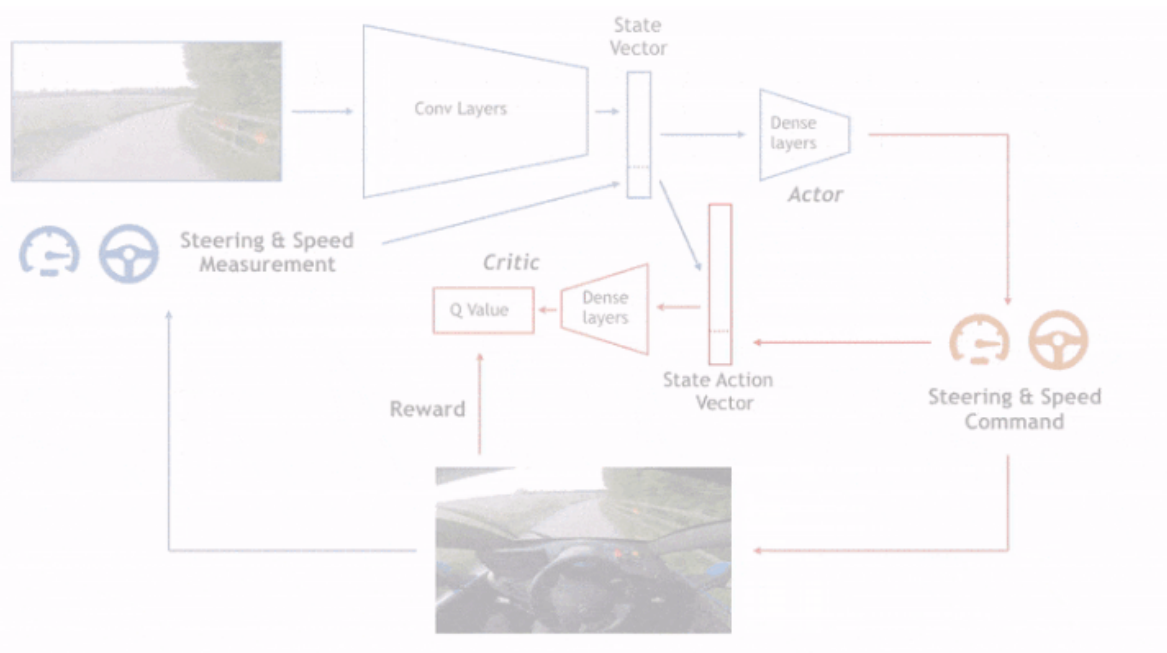 State
Vector
Conv Layers
Dense
layers
Actor
Steering & Speed
Measurement
Critic
Q Value
Dense
layers
State Action
Vector
Reward
Steering & Speed
Command